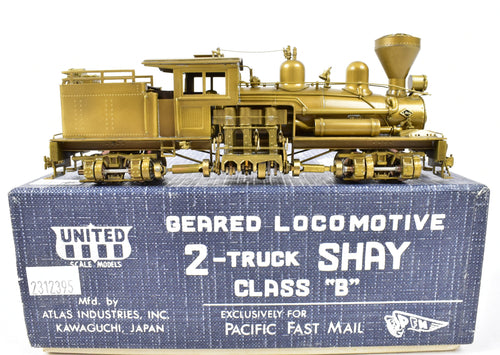 GEARED LOCOMOTIVE
2-TRUCK SHAY
CLASS "B"
EXCLUSIVELY FOR
PACIFIC FAST MAIL
PFM
UNITED
SCALE MODELS
2312395
Mfd. by
ATLAS INDUSTRIES, INC.
KAWAGUCHI, JAPAN